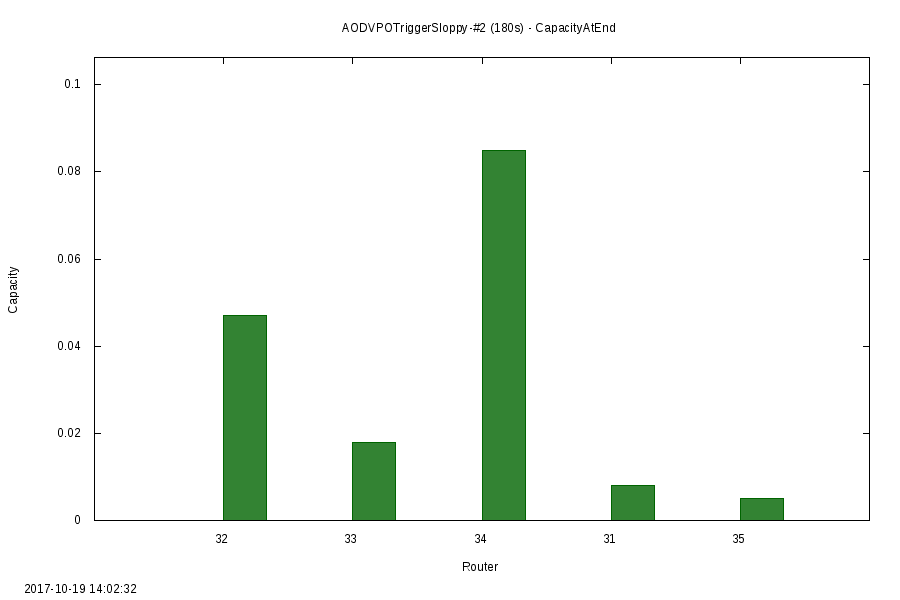 AODVPOTriggerSloppy-#2 (180s) - CapacityAtEnd
0.1
0.08
0.06
0.04
0.02
0
Capacity
32 33 34 31 35
Router
2017-10-19 14:02:32